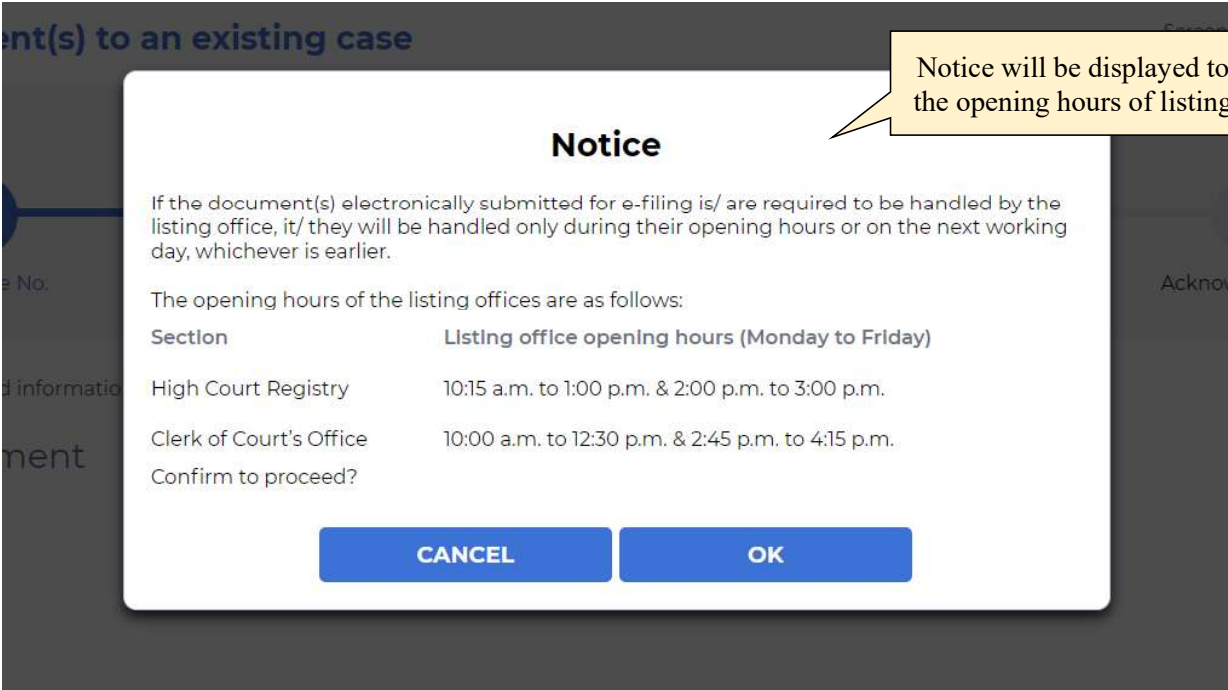 ent(s) to an existing case
Notice will be displayed to
the opening hours of listing
Notice
If the document(s) electronically submitted for e-filing is/ are required to be handled by the
listing office, it/ they will be handled only during their opening hours or on the next working
day, whichever is earlier.
e No.
Acknow
The opening hours of the listing offices are as follows:
Section Listing office opening hours (Monday to Friday)
d informatio
High Court Registry 10:15 a.m. to 1:00 p.m. & 2:00 p.m. to 3:00 p.m.
Clerk of Court's Office 10:00 a.m. to 12:30 p.m. & 2:45 p.m. to 4:15 p.m.
ment
Confirm to proceed?
CANCEL OK